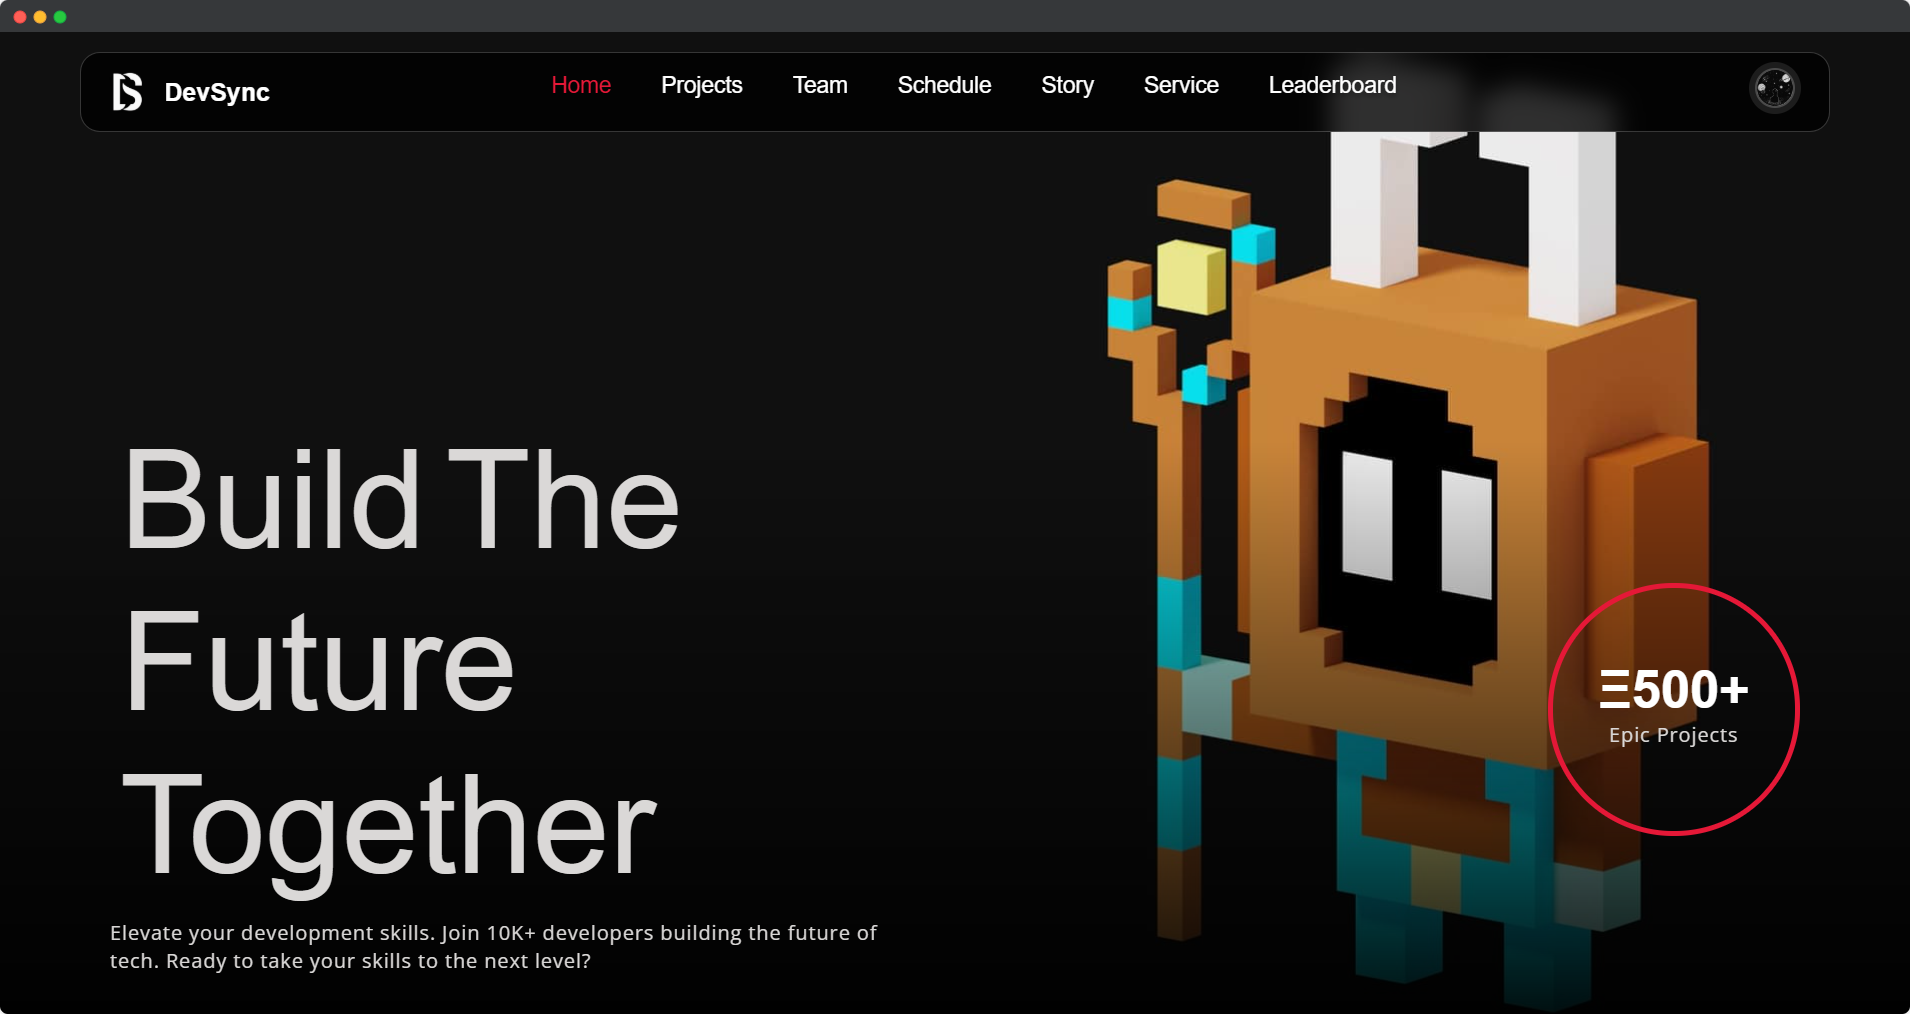 DevSync
Home Projects Team Schedule Story Service Leaderboard
Build The
Future
Together
Ξ500+
Epic Projects
Elevate your development skills. Join 10K+ developers building the future of
tech. Ready to take your skills to the next level?